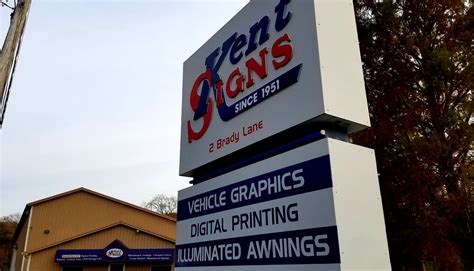 Kent
SIGNS
SINCE 1951
2 Brady Lane
VEHICLE GRAPHICS
DIGITAL PRINTING
ILLUMINATED AWNINGS